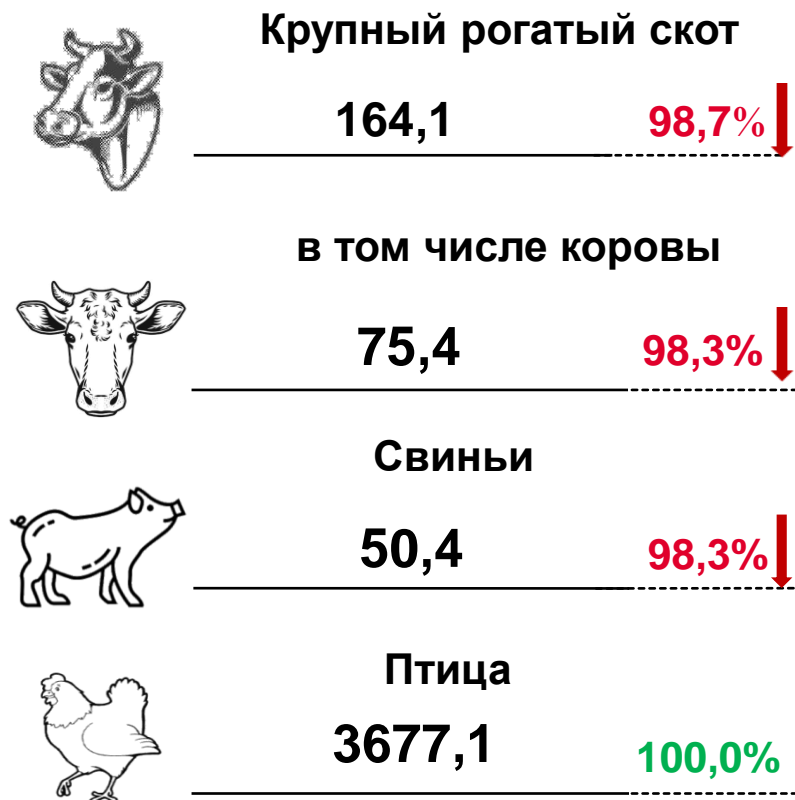 Крупный рогатый скот
164,1 98,7%
в том числе коровы
75,4 98,3%
Свиньи
50,4 98,3%
Птица
3677,1 100,0%